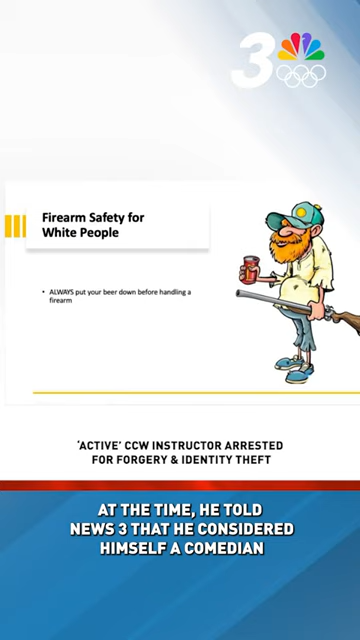 3
Firearm Safety for
White People
• ALWAYS put your beer down before handling a
firearm
‘ACTIVE’ CCW INSTRUCTOR ARRESTED
FOR FORGERY & IDENTITY THEFT
AT THE TIME, HE TOLD
NEWS 3 THAT HE CONSIDERED
HIMSELF A COMEDIAN